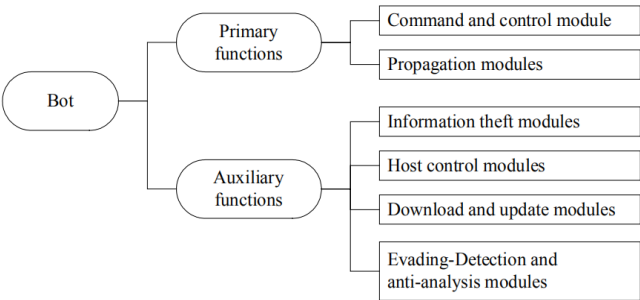 Bot
Primary
functions
Command and control module
Propagation modules
Auxiliary
functions
Information theft modules
Host control modules
Download and update modules
Evading-Detection and
anti-analysis modules